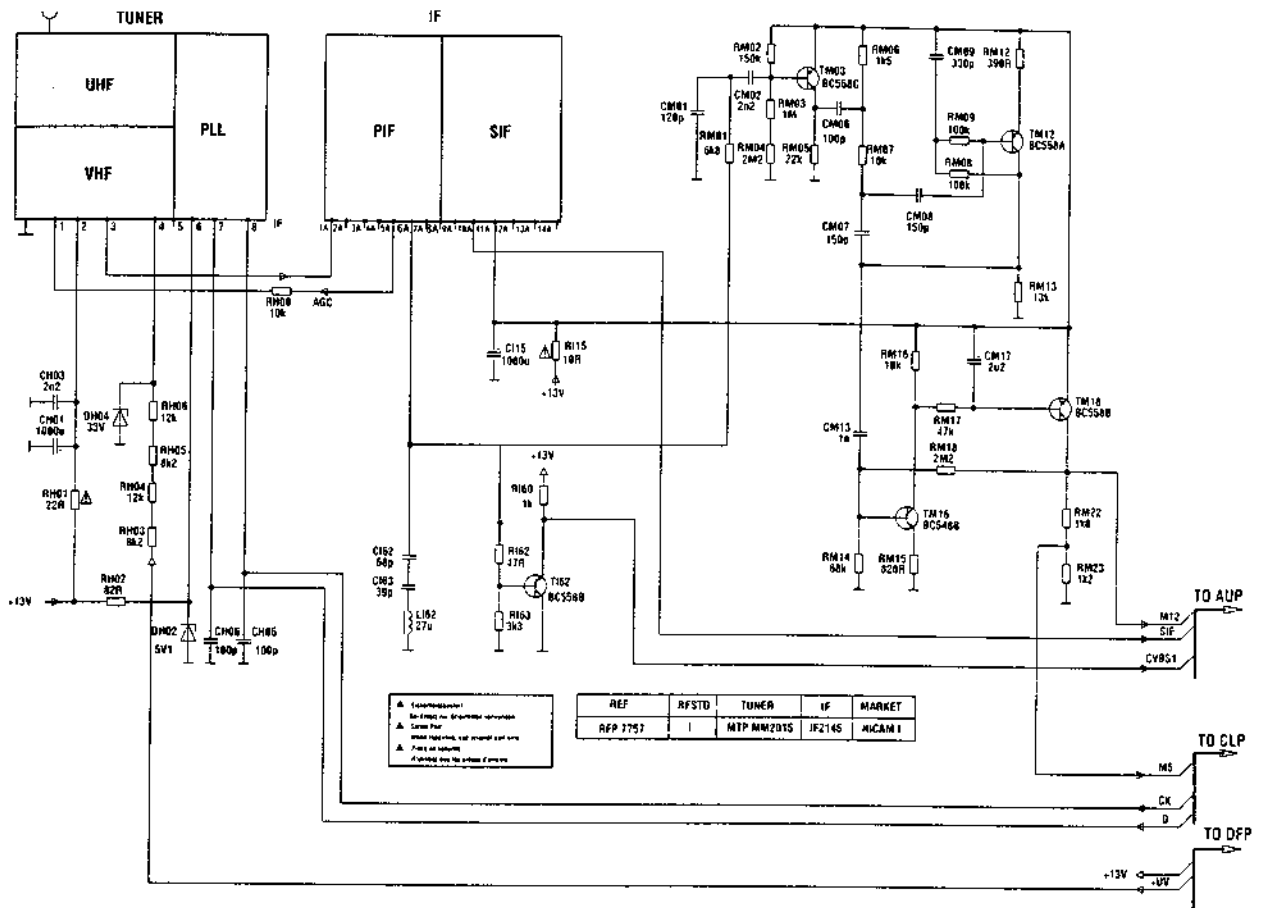 TUNER
IF
UHF
VHF
PLL
PIF
SIF
1 2 3 4 5 6 7 8 IF
1A 2A 3A 4A 5A 6A 7A 8A 9A 10A 11A 12A 13A 14A
RH00
10k
AGC
CH03
2n2
CH01
1000u
DH04
33V
RH06
12k
RH05
8k2
RH04
12k
RH03
8k2
RH01
22R
+13V
RH02
82R
DH02
5V1
CH06
100p
CH05
100p
CI15
1000u
RI15
10R
+13V
+13V
RI60
1k
CI62
68p
CI63
39p
LI62
27u
RI62
47R
RI63
3k3
TI62
BC558B
CM01
120p
RM01
6k8
RM02
150k
CM02
2n2
RM03
1M
RM04
2M2
TM03
BC558C
CM06
100p
RM05
22k
RM06
1k5
RM07
10k
CM09
330p
RM12
390R
RM09
100k
RM08
100k
TM12
BC558A
CM08
150p
CM07
150p
RM13
13k
RM16
18k
CM17
2u2
TM18
BC558B
RM17
47k
RM18
2M2
CM13
1n
TM16
BC546B
RM14
68k
RM15
820R
RM22
1k8
RM23
1k2
TO AUP
M12
SIF
CVBS1
REF RFSTD TUNER IF MARKET
RFP 7757 I MTP MM201S IF214S NICAM I
TO CLP
M5
CK
D
TO DFP
+13V
+UV